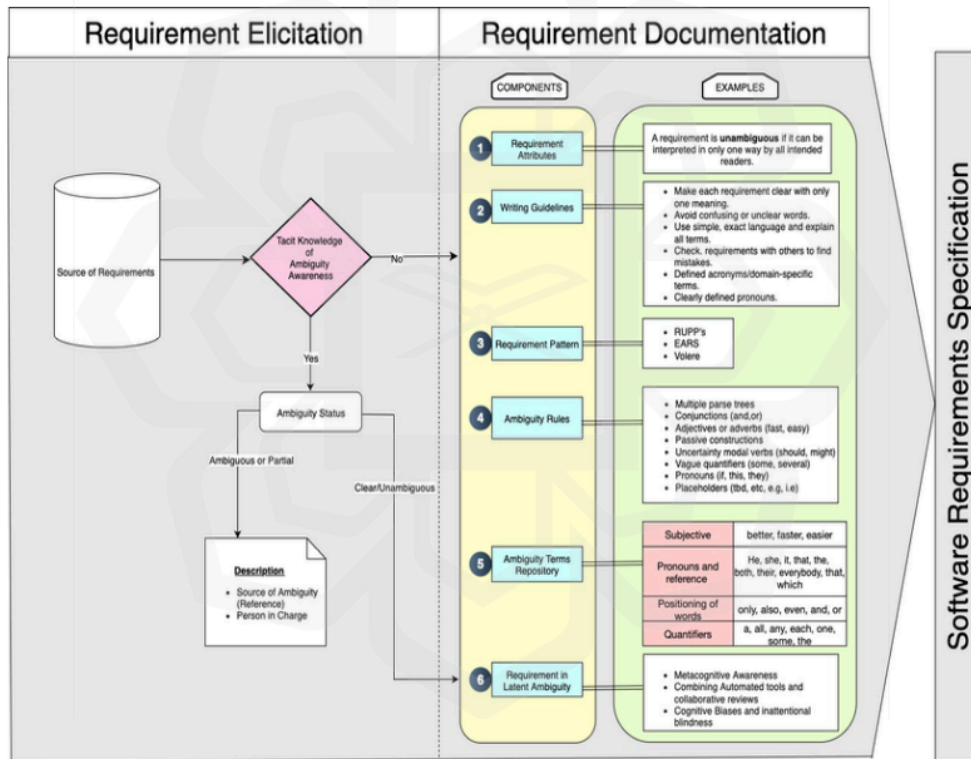 Requirement Elicitation
Requirement Documentation
COMPONENTS
EXAMPLES
Source of Requirements
Tacit Knowledge
of
Ambiguity
Awareness
No
Yes
Ambiguity Status
Ambiguous or Partial
Clear/Unambiguous
Description
• Source of Ambiguity
(Reference)
• Person in Charge
1
Requirement
Attributes
A requirement is unambiguous if it can be
interpreted in only one way by all intended
readers.
2
Writing Guidelines
• Make each requirement clear with only
one meaning.
• Avoid confusing or unclear words.
• Use simple, exact language and explain
all terms.
• Check, requirements with others to find
mistakes.
• Defined acronyms/domain-specific
terms.
• Clearly defined pronouns.
3
Requirement Pattern
• RUPP's
• EARS
• Volere
4
Ambiguity Rules
• Multiple parse trees
• Conjunctions (and,or)
• Adjectives or adverbs (fast, easy)
• Passive constructions
• Uncertainty modal verbs (should, might)
• Vague quantifiers (some, several)
• Pronouns (if, this, they)
• Placeholders (tbd, etc, e.g, i.e)
5
Ambiguity Terms
Repository
Subjective
better, faster, easier
Pronouns and
reference
He, she, it, that, the,
both, their, everybody, that,
which
Positioning of
words
only, also, even, and, or
Quantifiers
a, all, any, each, one,
some, the
6
Requirement in
Latent Ambiguity
• Metacognitive Awareness
• Combining Automated tools and
collaborative reviews
• Cognitive Biases and inattentional
blindness
Software Requirements Specification